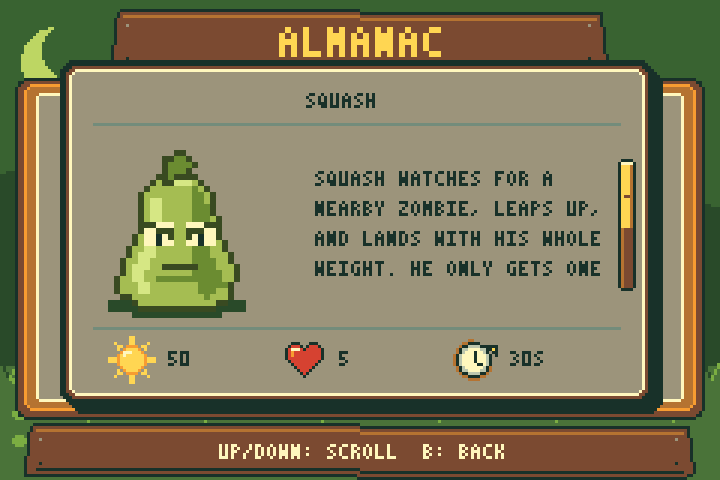 ALMANAC
SQUASH
SQUASH WATCHES FOR A
NEARBY ZOMBIE, LEAPS UP,
AND LANDS WITH HIS WHOLE
WEIGHT. HE ONLY GETS ONE
50 5 30S
UP/DOWN: SCROLL B: BACK